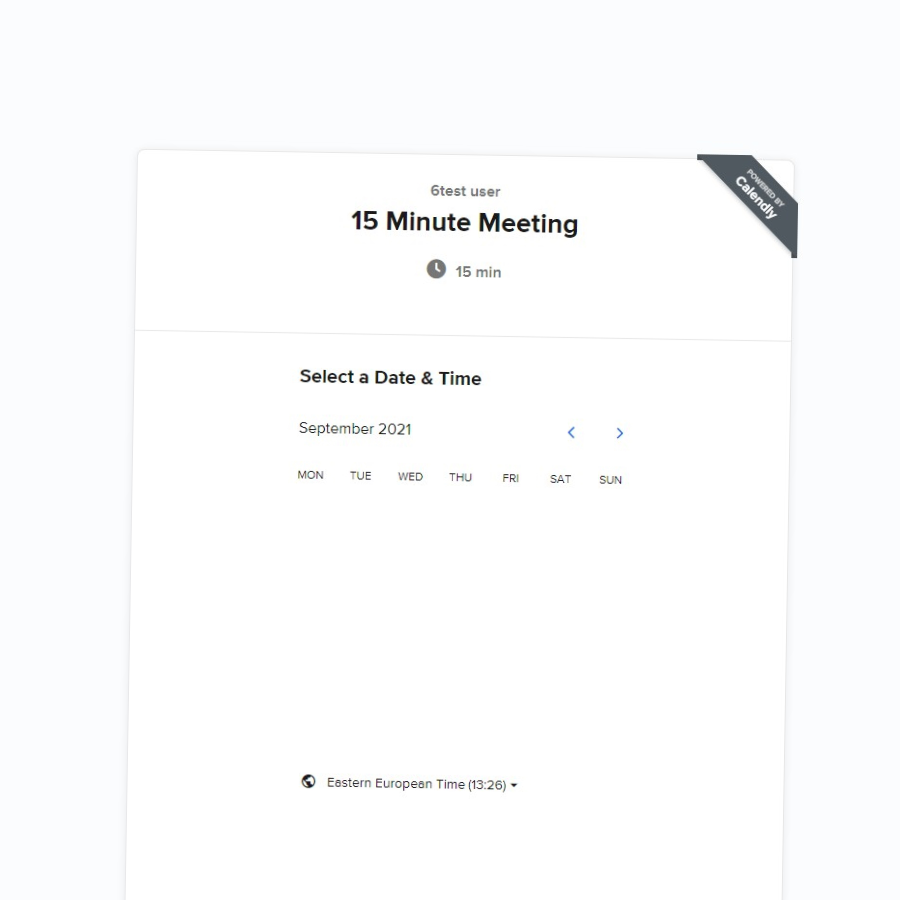 POWERED BY
Calendly
6test user
15 Minute Meeting
15 min
Select a Date & Time
September 2021
MON TUE WED THU FRI SAT SUN
Eastern European Time (13:26)